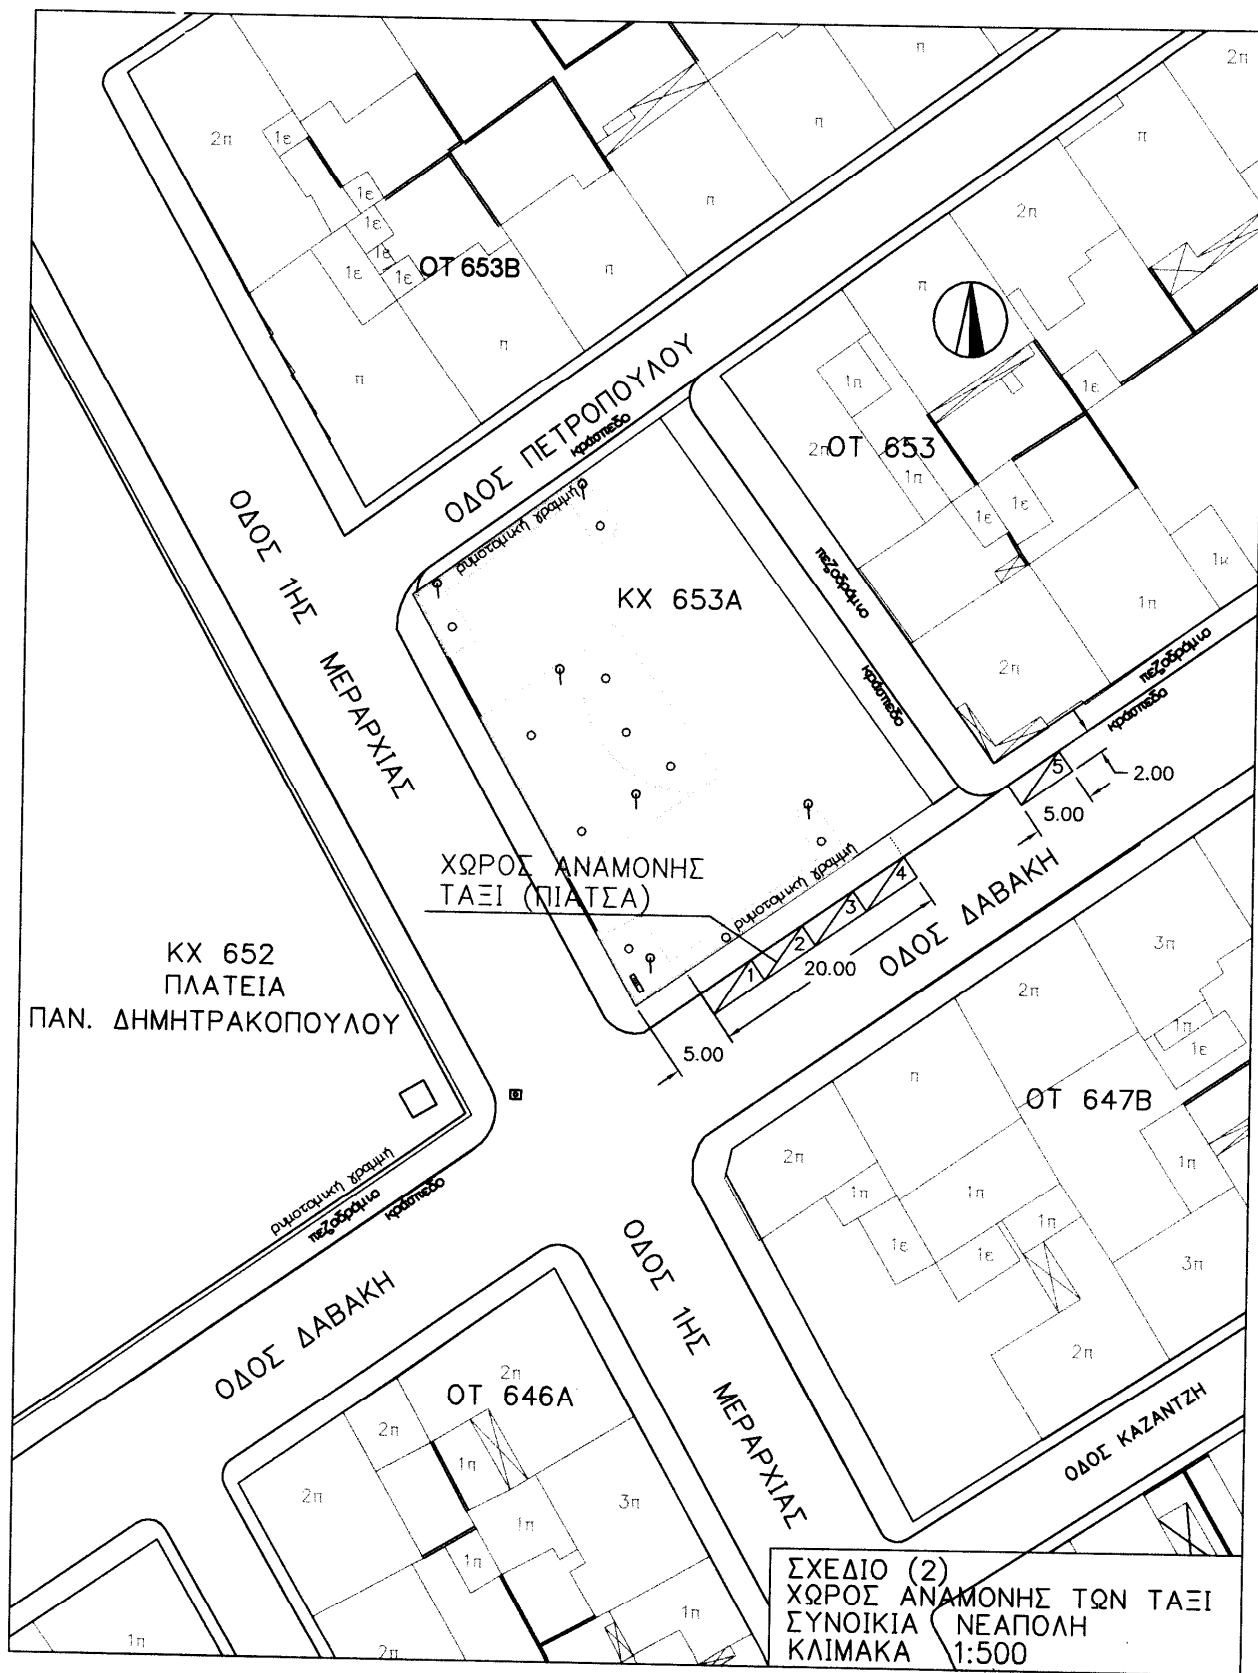 2π
1ε
1ε
1ε
1ε
1ε
1ε
ΟΤ 653Β
π
π
π
π
π
π
2π
π
2π
π
ΟΔΟΣ ΠΕΤΡΟΠΟΥΛΟΥ
κράσπεδο
ρυμοτομική γραμμή
1π
2π
ΟΤ 653
1π
1ε
1ε
1ε
1κ
1π
2π
ΟΔΟΣ 1ΗΣ ΜΕΡΑΡΧΙΑΣ
ΚΧ 653Α
πεζοδρόμιο
κράσπεδο
πεζοδρόμιο
κράσπεδο
5
2.00
5.00
ΧΩΡΟΣ ΑΝΑΜΟΝΗΣ
ΤΑΞΙ (ΠΙΑΤΣΑ)
ρυμοτομική γραμμή
1
2
3
4
20.00
5.00
ΟΔΟΣ ΔΑΒΑΚΗ
ΚΧ 652
ΠΛΑΤΕΙΑ
ΠΑΝ. ΔΗΜΗΤΡΑΚΟΠΟΥΛΟΥ
3π
2π
1π
1ε
π
ΟΤ 647Β
2π
1π
1π
1π
1π
1ε
1ε
3π
2π
ρυμοτομική γραμμή
πεζοδρόμιο
κράσπεδο
ΟΔΟΣ ΔΑΒΑΚΗ
ΟΔΟΣ 1ΗΣ ΜΕΡΑΡΧΙΑΣ
ΟΔΟΣ ΚΑΖΑΝΤΖΗ
2π
ΟΤ 646Α
2π
1π
2π
3π
1π
1π
1π
2π
1π
ΣΧΕΔΙΟ (2)
ΧΩΡΟΣ ΑΝΑΜΟΝΗΣ ΤΩΝ ΤΑΞΙ
ΣΥΝΟΙΚΙΑ ΝΕΑΠΟΛΗ
ΚΛΙΜΑΚΑ 1:500